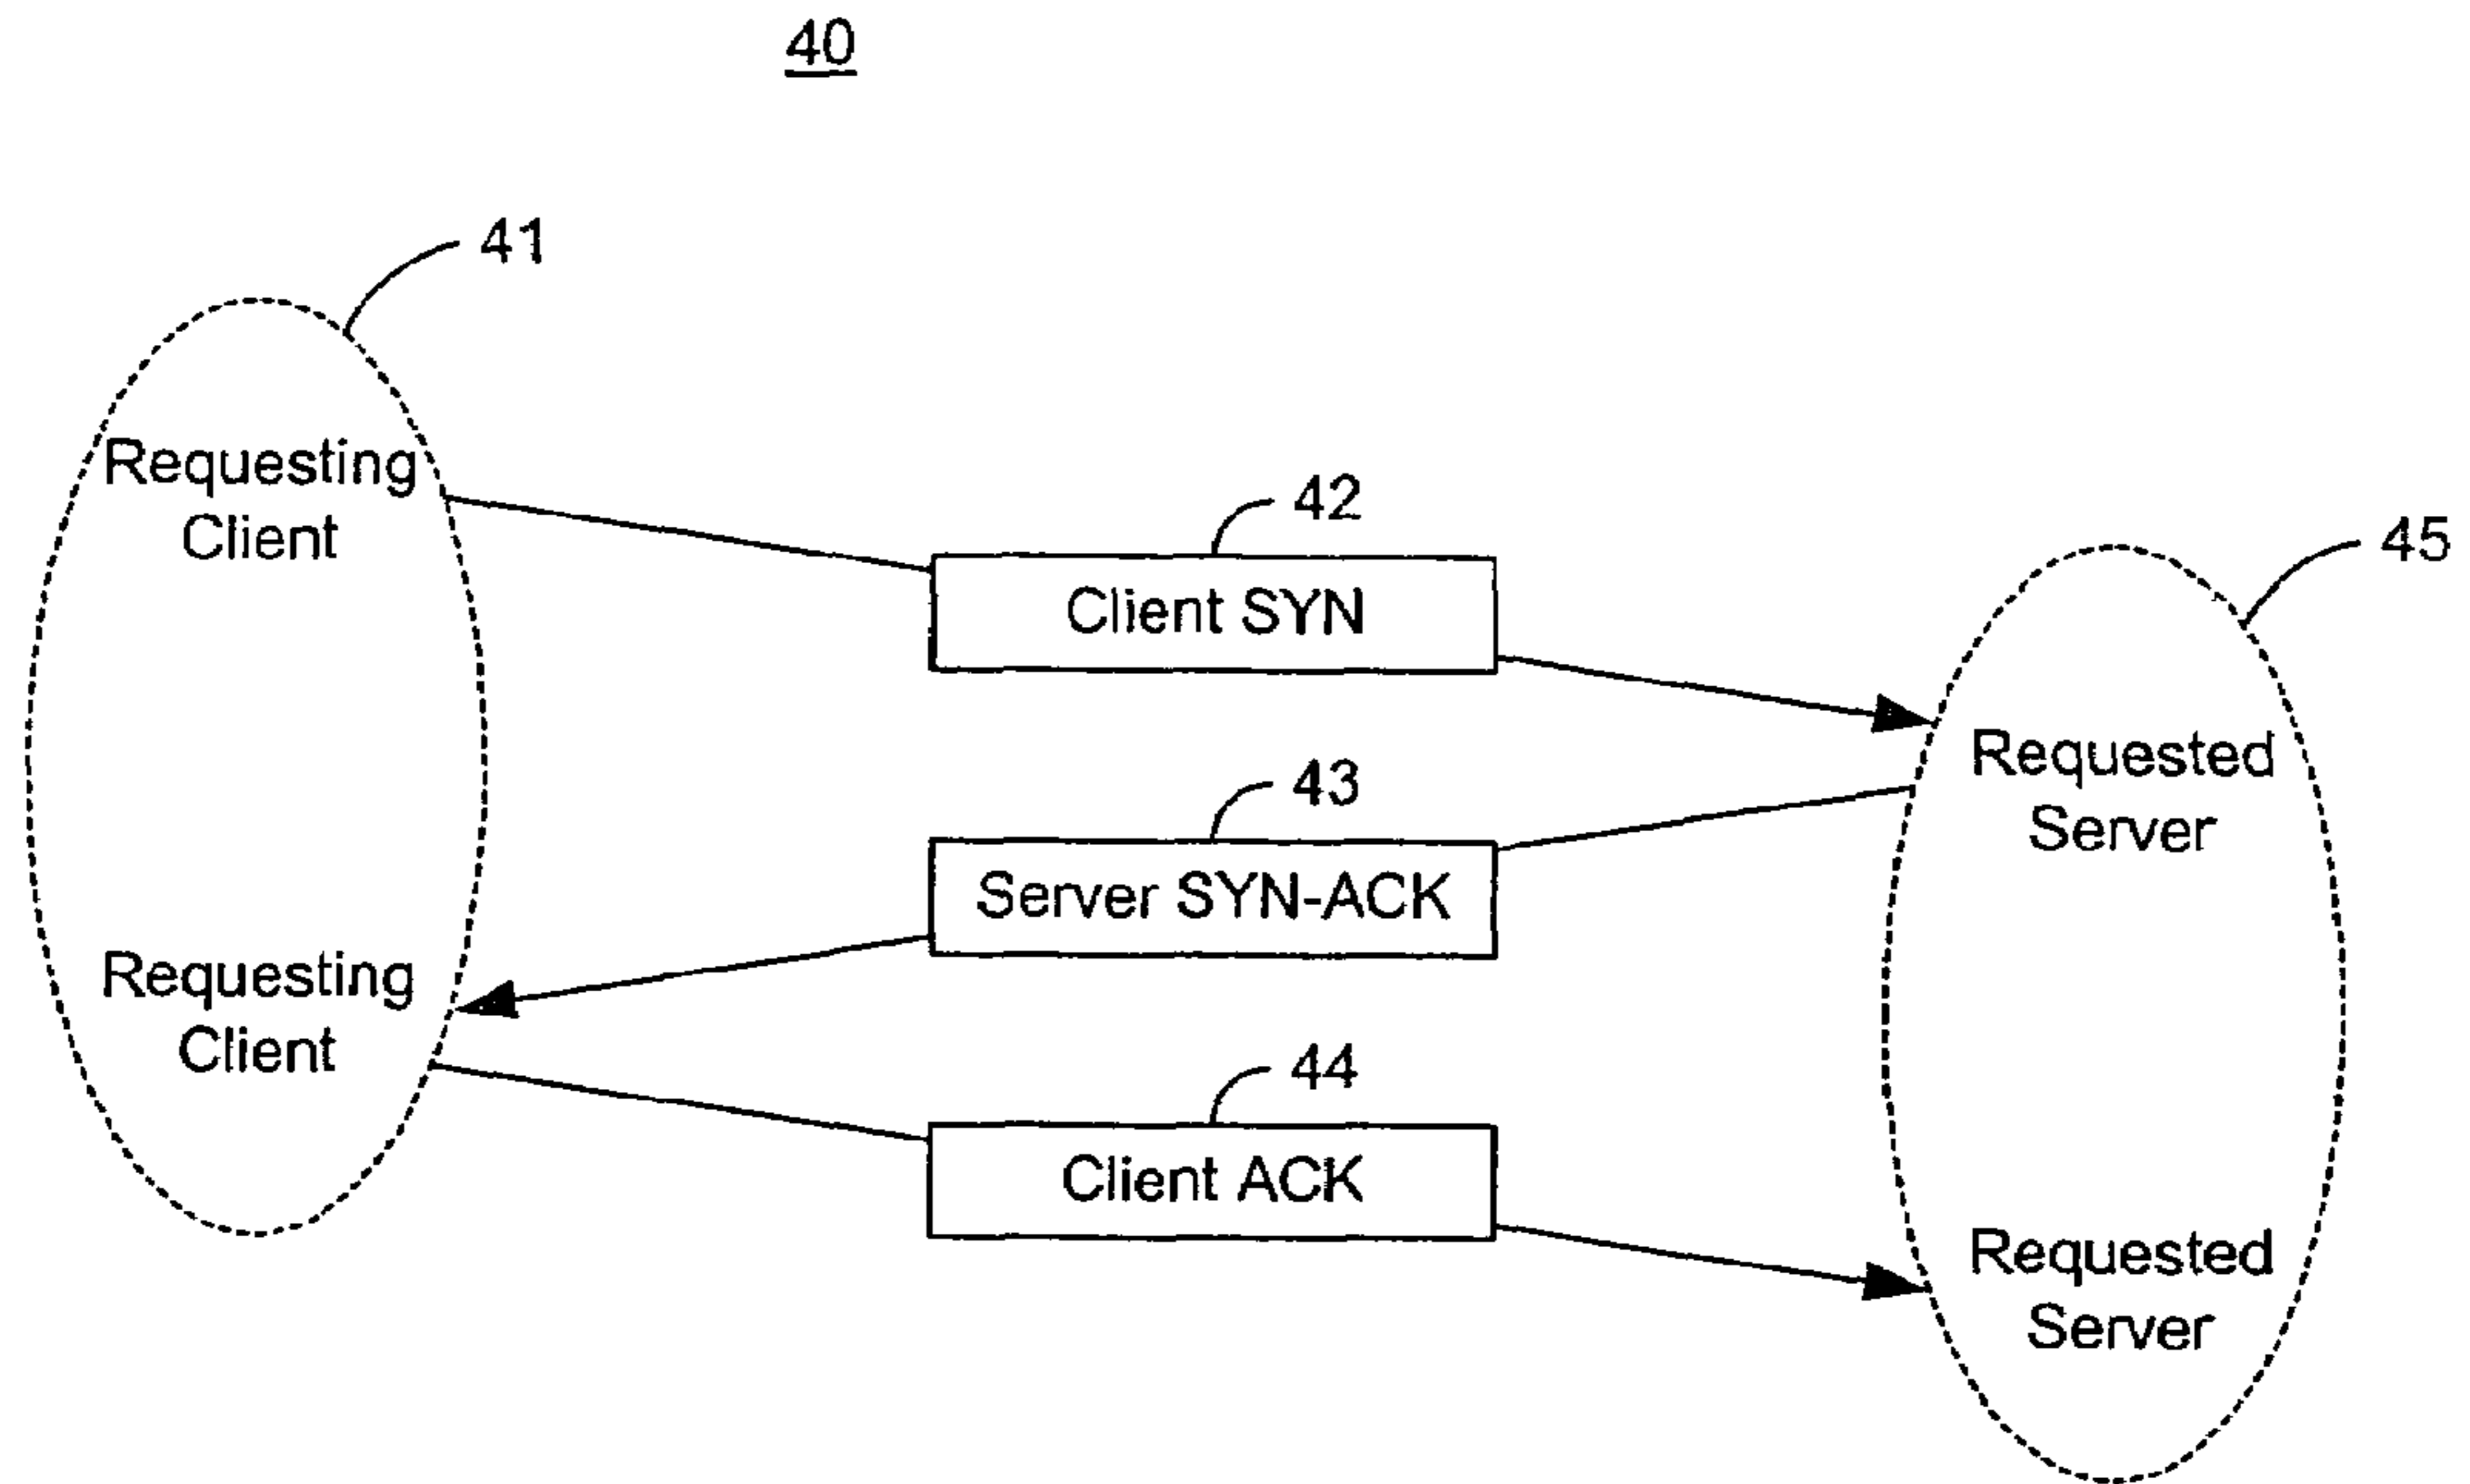 40
41
Requesting
Client
42
Client SYN
45
Requested
Server
43
Server SYN-ACK
Requesting
Client
44
Client ACK
Requested
Server